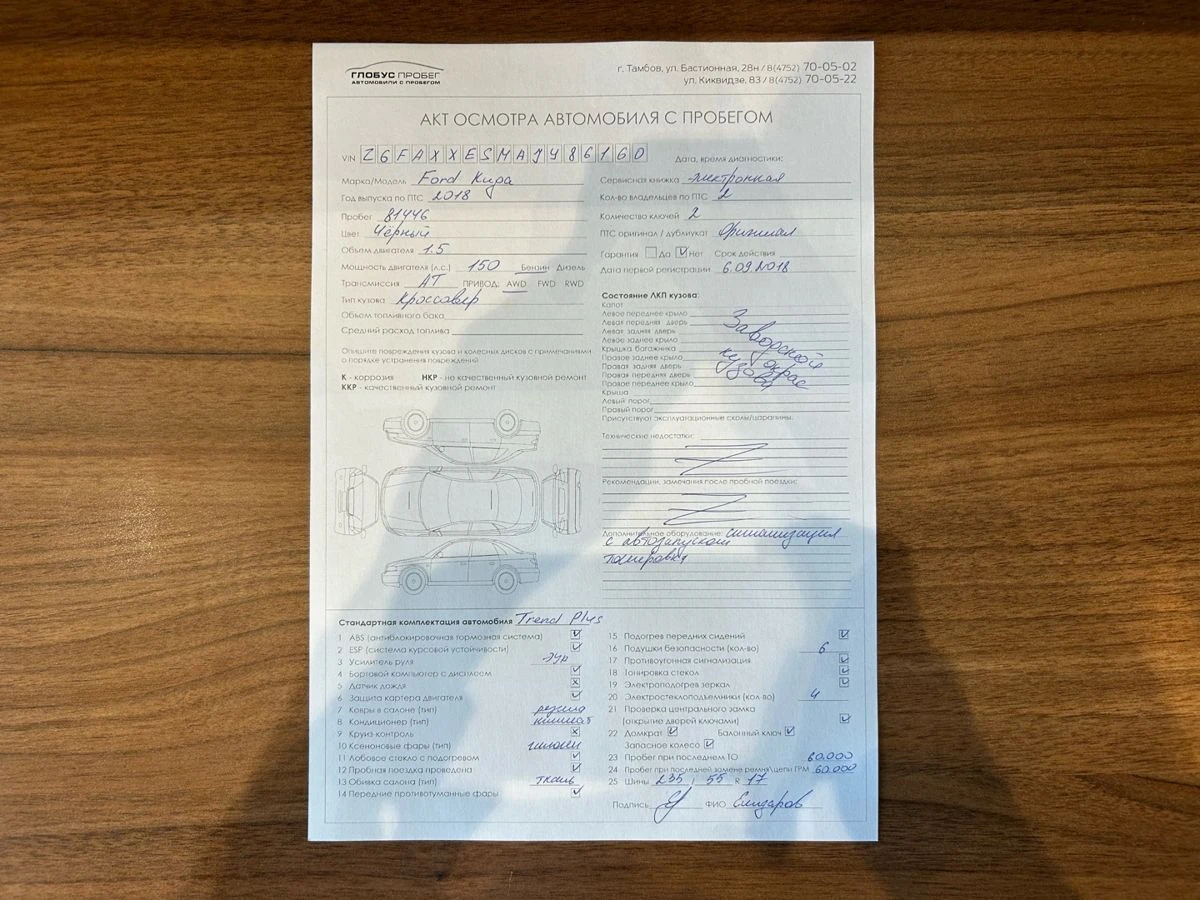 ГЛОБУС ПРОБЕГ
АВТОМОБИЛИ С ПРОБЕГОМ
г. Тамбов, ул. Бастионная, 28н / 8(4752) 70-05-02
ул. Киквидзе, 83 / 8(4752) 70-05-22
АКТ ОСМОТРА АВТОМОБИЛЯ С ПРОБЕГОМ
VIN Z6FAXXESMAJY86160
Дата, время диагностики:
Марка/Модель Ford Kuga
Год выпуска по ПТС 2018
Пробег 81446
Цвет Чёрный
Объем двигателя 1.5
Мощность двигателя (л.с.) 150 Бензин Дизель
Трансмиссия АТ ПРИВОД: AWD FWD RWD
Тип кузова кроссовер
Объем топливного бака
Средний расход топлива
Опишите повреждения кузова и колесных дисков с примечаниями
о порядке устранения повреждений
К - коррозия НКР - не качественный кузовной ремонт
ККР - качественный кузовной ремонт
Сервисная книжка электронная
Кол-во владельцев по ПТС 2
Количество ключей 2
ПТС оригинал / дубликат Оригинал
Гарантия Да Нет Срок действия
Дата первой регистрации 6.09.2018
Состояние ЛКП кузова:
Капот
Левое переднее крыло
Левая передняя дверь
Левая задняя дверь
Левое заднее крыло
Крышка багажника
Правое заднее крыло
Правая задняя дверь
Правая передняя дверь
Правое переднее крыло
Крыша
Левый порог
Правый порог
Заводской
окрас
кузова
Присутствуют эксплуатационные сколы/царапины.
Технические недостатки:
Рекомендации, замечания после пробной поездки:
Дополнительное оборудование: сигнализация
с автозапуском
тонировка
Стандартная комплектация автомобиля Trend Plus
1 ABS (антиблокировочная тормозная система)
2 ESP (система курсовой устойчивости)
3 Усилитель руля эур
4 Бортовой компьютер с дисплеем
5 Датчик дождя
6 Защита картера двигателя
7 Ковры в салоне (тип) резина
8 Кондиционер (тип) климат
9 Круиз-контроль
10 Ксеноновые фары (тип) галоген
11 Лобовое стекло с подогревом
12 Пробная поездка проведена
13 Обивка салона (тип) ткань
14 Передние противотуманные фары
15 Подогрев передних сидений
16 Подушки безопасности (кол-во) 6
17 Противоугонная сигнализация
18 Тонировка стекол
19 Электроподогрев зеркал
20 Электростеклоподъемники (кол-во) 4
21 Проверка центрального замка
(открытие дверей ключами)
22 Домкрат Балонный ключ
Запасное колесо
23 Пробег при последнем ТО 60.000
24 Пробег при последней замене ремня\цепи ГРМ 60.000
25 Шины 235 / 55 R 17
Подпись ФИО